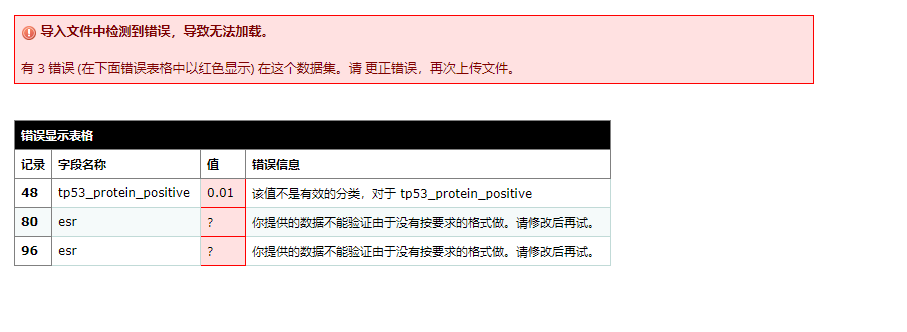 导入文件中检测到错误，导致无法加载。
有 3 错误 (在下面错误表格中以红色显示) 在这个数据集。请 更正错误，再次上传文件。
错误显示表格
记录 字段名称 值 错误信息
48 tp53_protein_positive 0.01 该值不是有效的分类，对于 tp53_protein_positive
80 esr ? 你提供的数据不能验证由于没有按要求的格式做。请修改后再试。
96 esr ? 你提供的数据不能验证由于没有按要求的格式做。请修改后再试。